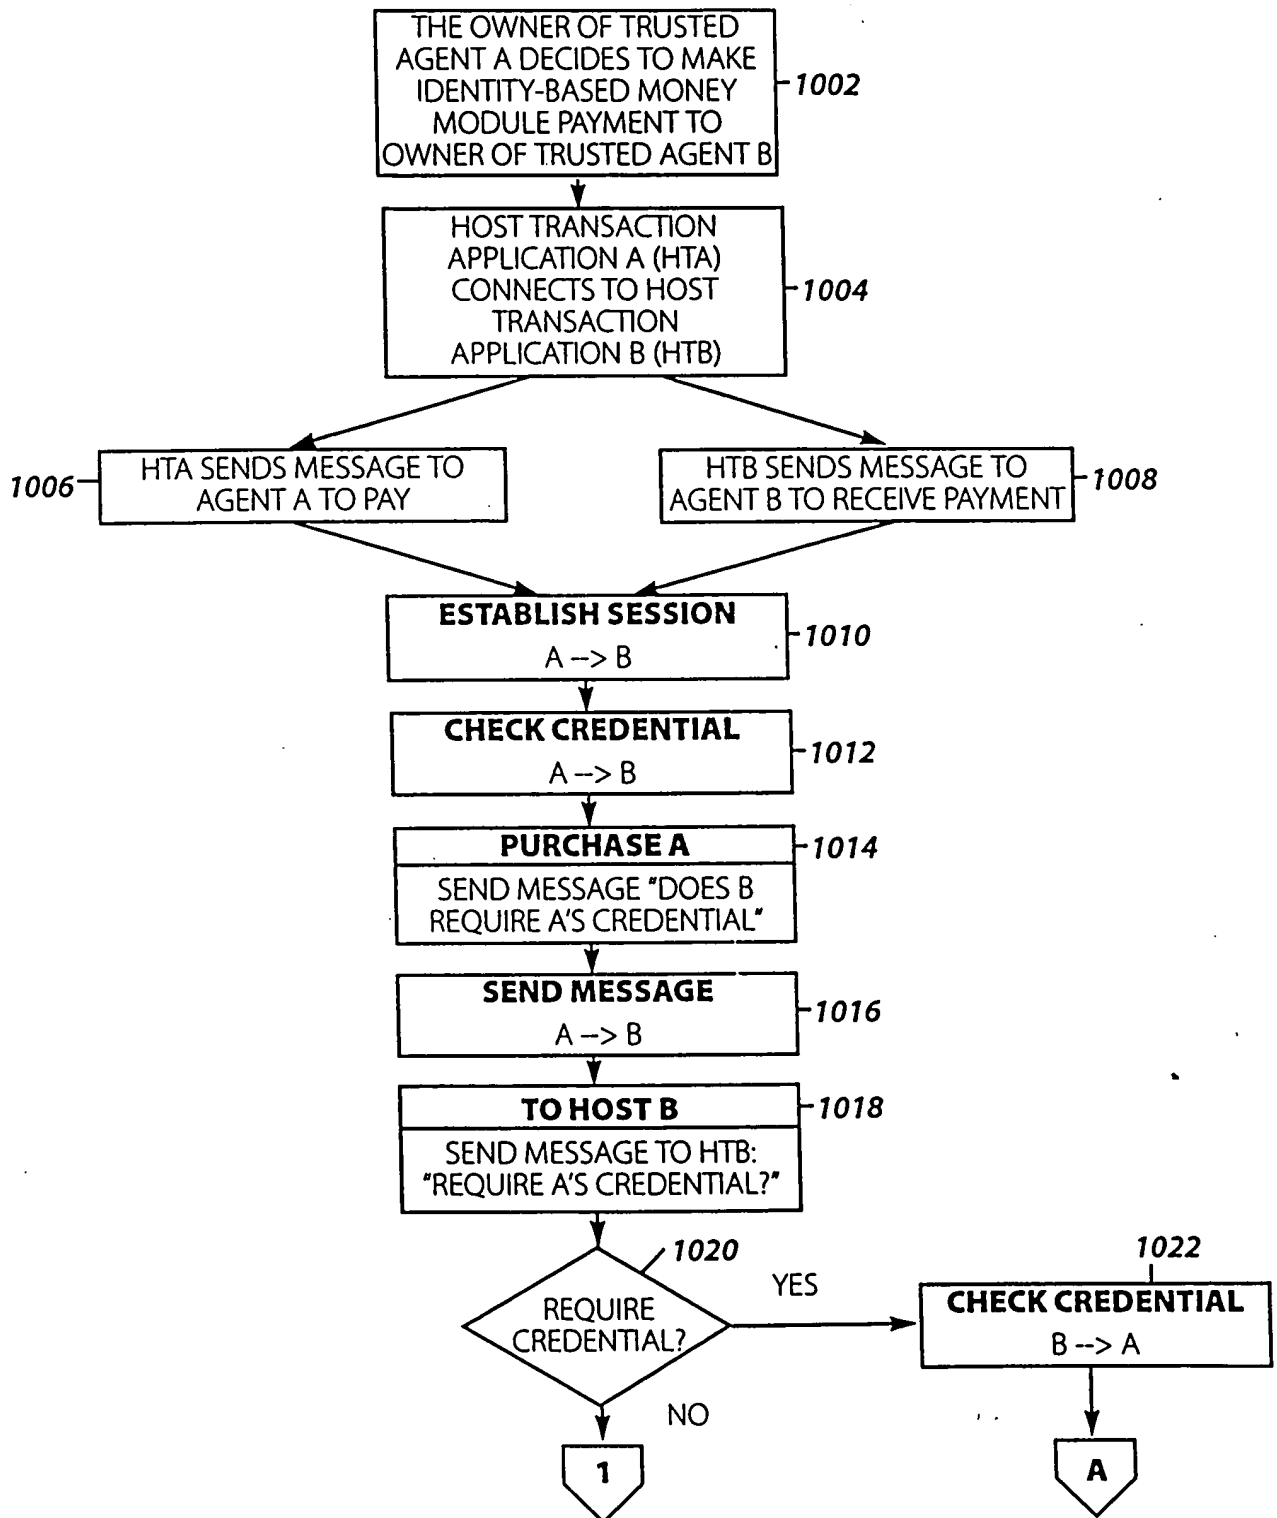 THE OWNER OF TRUSTED
AGENT A DECIDES TO MAKE
IDENTITY-BASED MONEY
MODULE PAYMENT TO
OWNER OF TRUSTED AGENT B
1002
HOST TRANSACTION
APPLICATION A (HTA)
CONNECTS TO HOST
TRANSACTION
APPLICATION B (HTB)
1004
1006
HTA SENDS MESSAGE TO
AGENT A TO PAY
HTB SENDS MESSAGE TO
AGENT B TO RECEIVE PAYMENT
1008
ESTABLISH SESSION
A --> B
1010
CHECK CREDENTIAL
A --> B
1012
PURCHASE A
1014
SEND MESSAGE "DOES B
REQUIRE A'S CREDENTIAL"
SEND MESSAGE
A --> B
1016
TO HOST B
1018
SEND MESSAGE TO HTB:
"REQUIRE A'S CREDENTIAL?"
1020
REQUIRE
CREDENTIAL?
YES
1022
CHECK CREDENTIAL
B --> A
NO
1
A